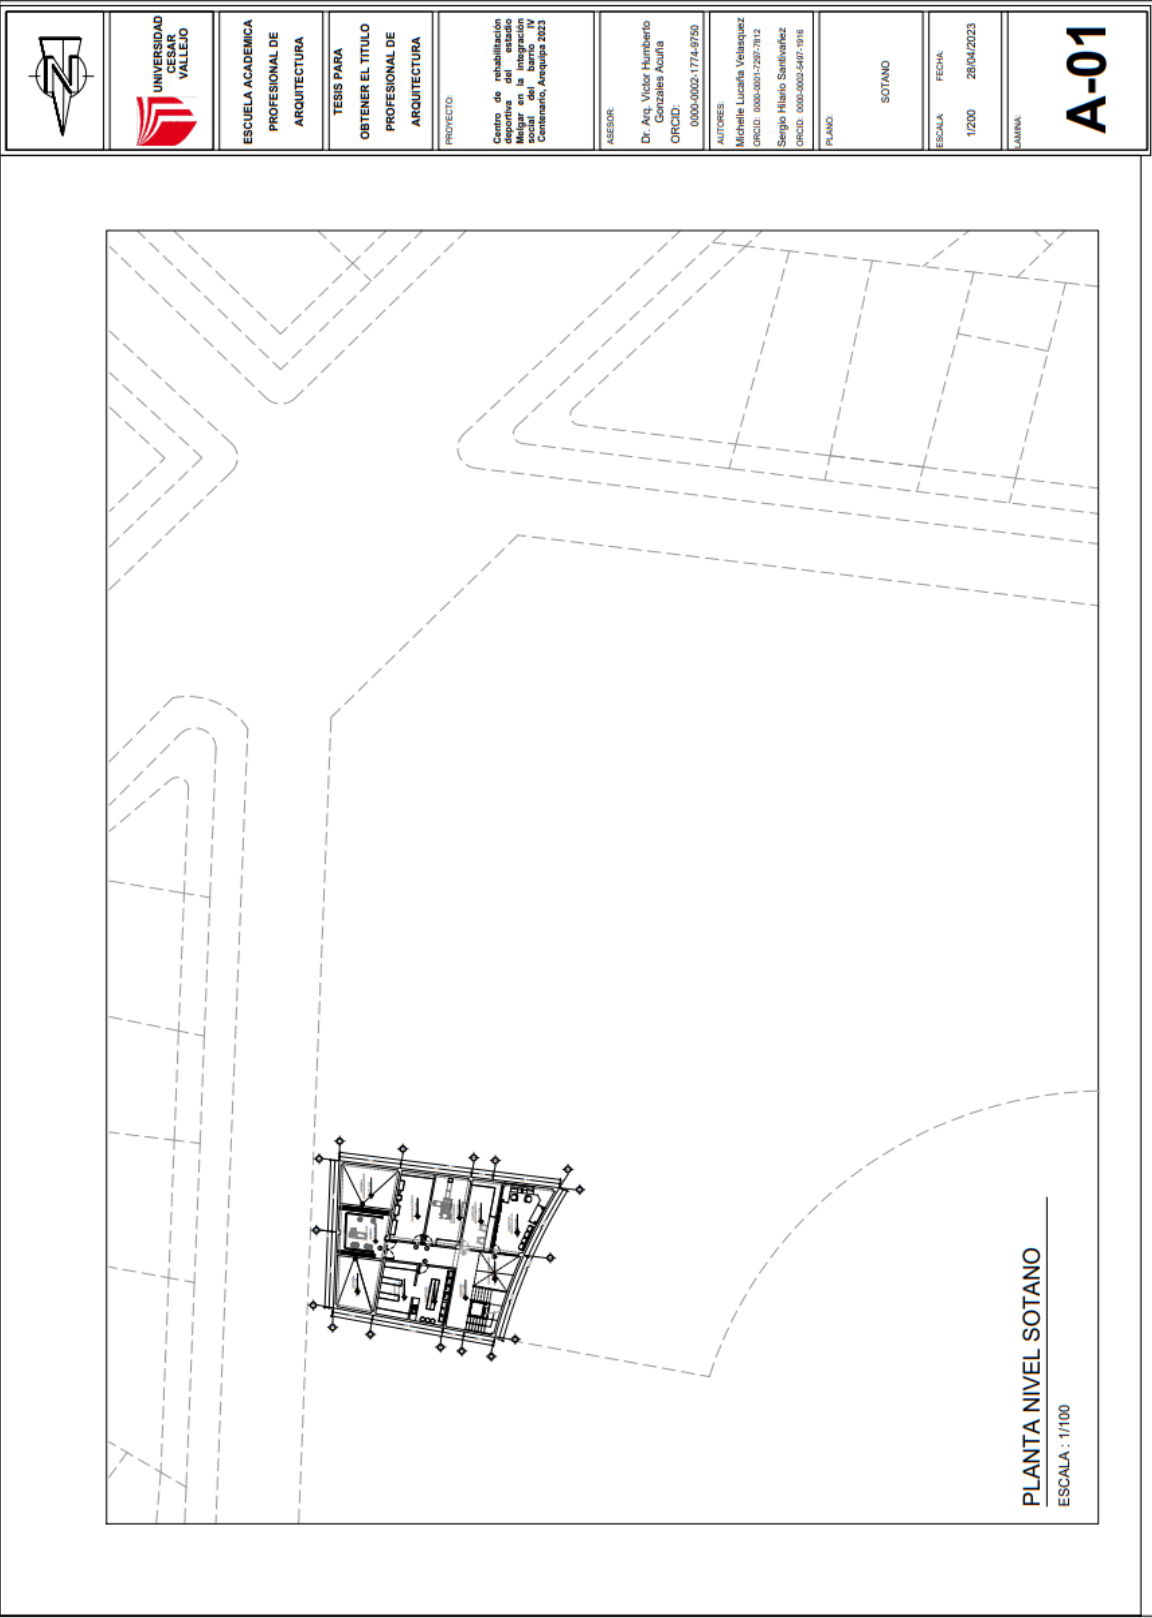 N
UNIVERSIDAD
CESAR
VALLEJO
ESCUELA ACADEMICA
PROFESIONAL DE
ARQUITECTURA
TESIS PARA
OBTENER EL TITULO
PROFESIONAL DE
ARQUITECTURA
PROYECTO:
Centro de rehabilitación
deportiva del estadio
Melgar en la integración
social del barrio IV
Centenario, Arequipa 2023
ASESOR:
Dr. Arq. Victor Humberto
Gonzales Acuña
ORCID:
0000-0002-1774-9750
AUTORES:
Michelle Lucaña Velasquez
ORCID: 0000-0001-7297-7812
Sergio Hilario Santivañez
ORCID: 0000-0002-5497-1916
PLANO:
SOTANO
ESCALA: FECHA:
1/200 28/04/2023
LAMINA:
A-01
PLANTA NIVEL SOTANO
ESCALA : 1/100